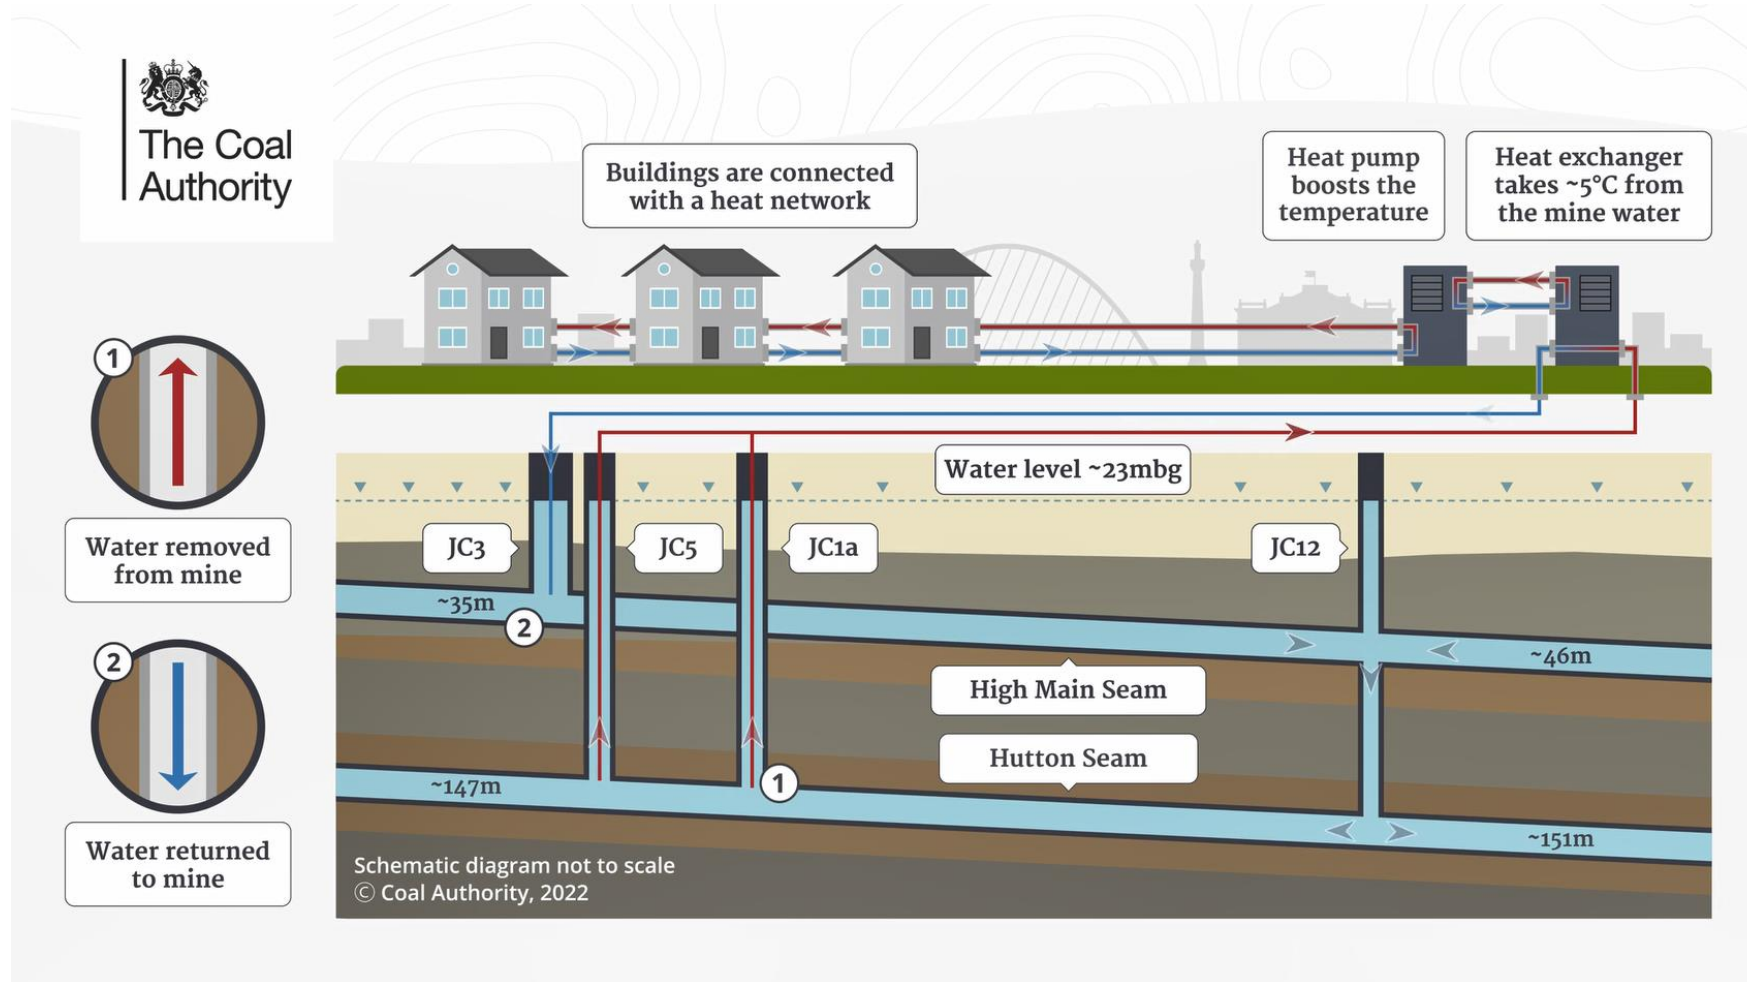 The Coal
Authority
Buildings are connected
with a heat network
Heat pump
boosts the
temperature
Heat exchanger
takes ~5°C from
the mine water
1
Water removed
from mine
2
Water returned
to mine
Water level ~23mbg
JC3
JC5
JC1a
JC12
~35m
2
~46m
High Main Seam
Hutton Seam
~147m
1
~151m
Schematic diagram not to scale
© Coal Authority, 2022